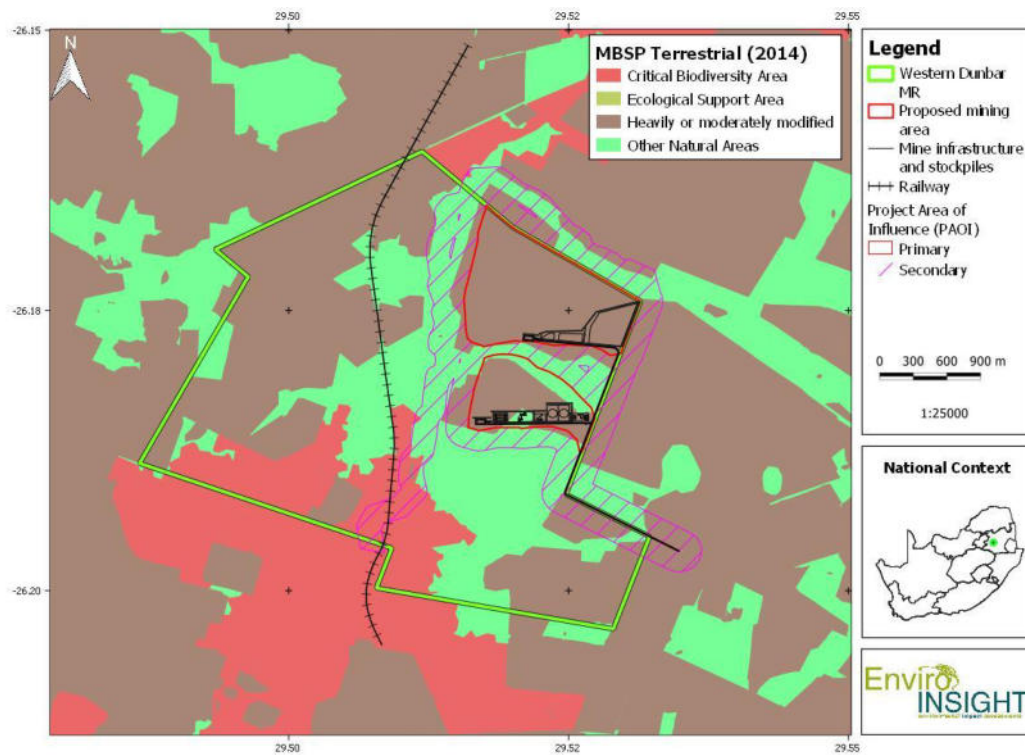 29.50
29.52
29.55
-26.15
N
MBSP Terrestrial (2014)
Critical Biodiversity Area
Ecological Support Area
Heavily or moderately modified
Other Natural Areas
-26.18
-26.20
29.50
29.52
29.55
Legend
Western Dunbar
MR
Proposed mining
area
Mine infrastructure
and stockpiles
Railway
Project Area of
Influence (PAOI)
Primary
Secondary
0 300 600 900 m
1:25000
National Context
Enviro
INSIGHT